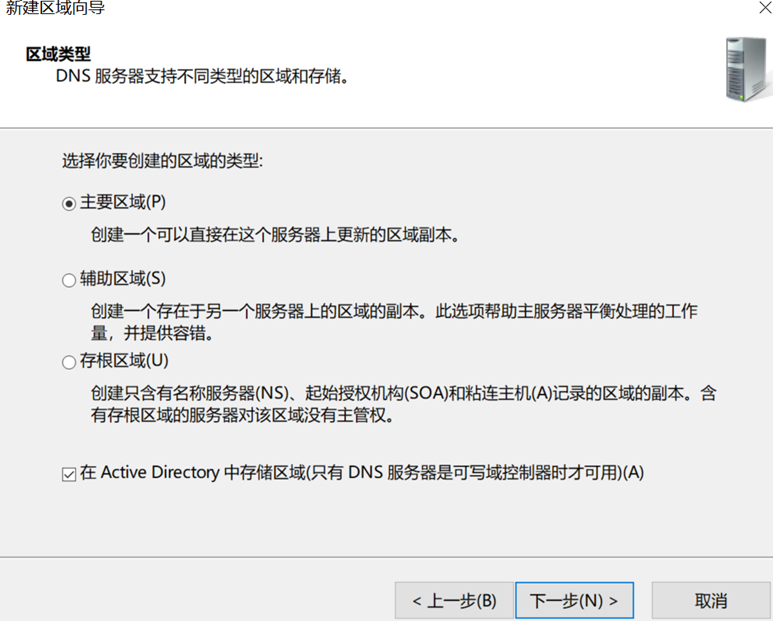 新建区域向导
区域类型
DNS 服务器支持不同类型的区域和存储。
选择你要创建的区域的类型:
主要区域(P)
创建一个可以直接在这个服务器上更新的区域副本。
辅助区域(S)
创建一个存在于另一个服务器上的区域的副本。此选项帮助主服务器平衡处理的工作
量，并提供容错。
存根区域(U)
创建只含有名称服务器(NS)、起始授权机构(SOA)和粘连主机(A)记录的区域的副本。含
有存根区域的服务器对该区域没有主管权。
在 Active Directory 中存储区域(只有 DNS 服务器是可写域控制器时才可用)(A)
< 上一步(B) 下一步(N) > 取消